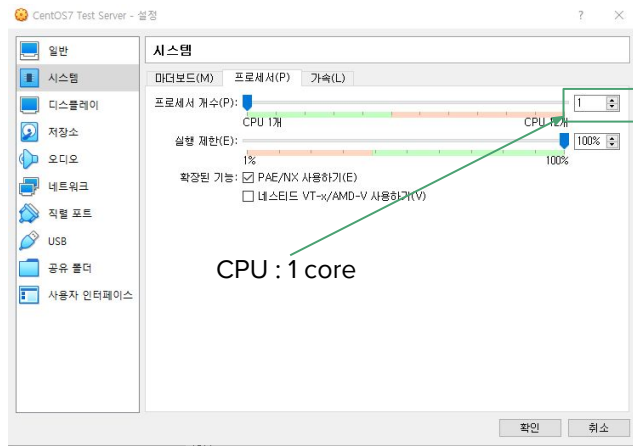 CentOS7 Test Server - 설정
일반
시스템
디스플레이
저장소
오디오
네트워크
직렬 포트
USB
공유 폴더
사용자 인터페이스
시스템
마더보드(M) 프로세서(P) 가속(L)
프로세서 개수(P): 1
CPU 1개 CPU 12개
실행 제한(E): 100%
1% 100%
확장된 기능: PAE/NX 사용하기(E)
네스티드 VT-x/AMD-V 사용하기(V)
CPU : 1 core
확인 취소